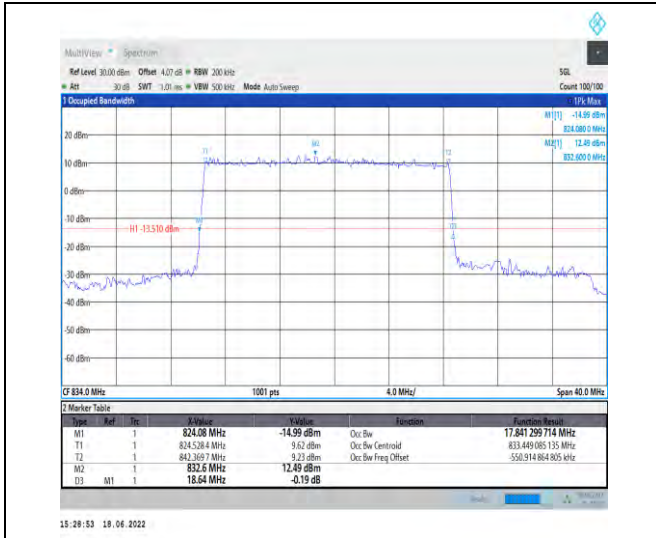 MultiView Spectrum
Ref Level 30.00 dBm Offset 4.07 dB RBW 200 kHz SGL
Att 30 dB SWT 1.01 ms VBW 500 kHz Mode Auto Sweep Count 100/100
1 Occupied Bandwidth 1Pk Max
M1[1] -14.99 dBm
824.080 0 MHz
M2[1] 12.49 dBm
832.600 0 MHz
20 dBm
T1 M2 T2
10 dBm
0 dBm
-10 dBm
M1
H1 -13.510 dBm
D3
-20 dBm
-30 dBm
-40 dBm
-50 dBm
-60 dBm
CF 834.0 MHz 1001 pts 4.0 MHz/ Span 40.0 MHz
2 Marker Table
Type Ref Trc X-Value Y-Value Function Function Result
M1 1 824.08 MHz -14.99 dBm Occ Bw 17.841 299 714 MHz
T1 1 824.528 4 MHz 9.62 dBm Occ Bw Centroid 833.449 085 135 MHz
T2 1 842.369 7 MHz 9.23 dBm Occ Bw Freq Offset -550.914 864 805 kHz
M2 1 832.6 MHz 12.49 dBm
D3 M1 1 18.64 MHz -0.19 dB
15:28:53 18.06.2022